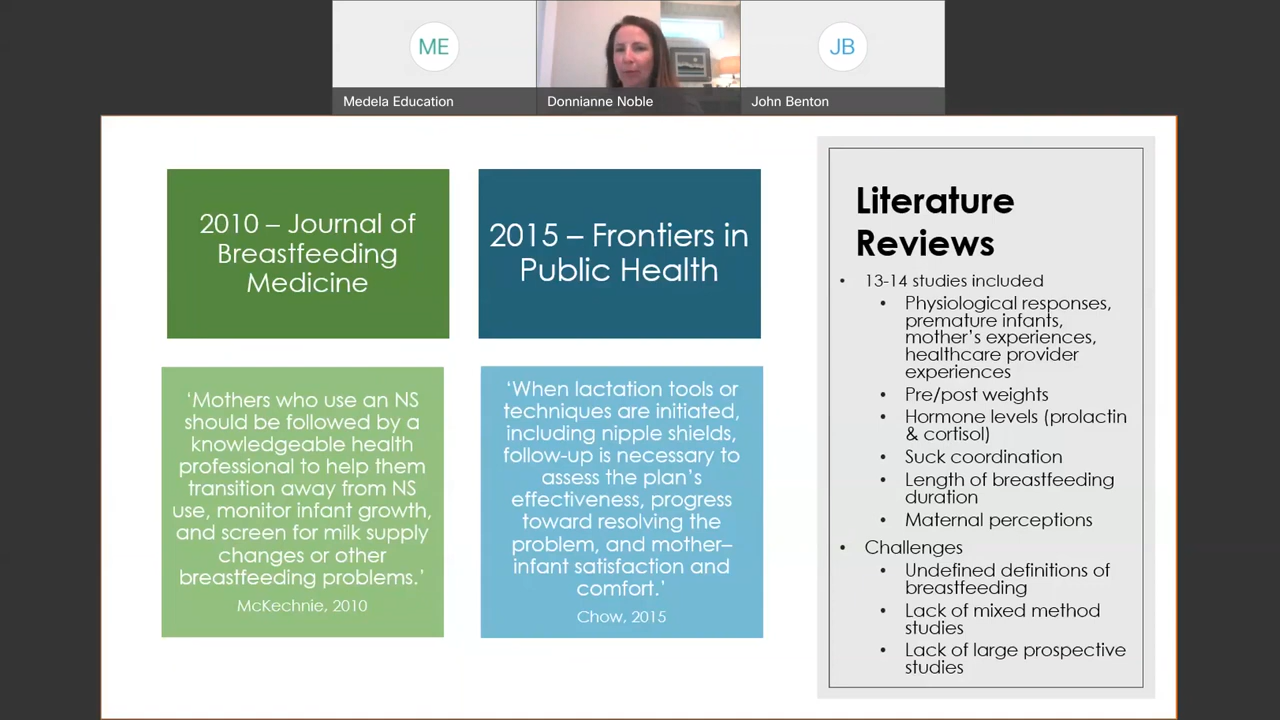 ME
JB
Medela Education
Donnianne Noble
John Benton
2010 – Journal of
Breastfeeding
Medicine
2015 – Frontiers in
Public Health
‘Mothers who use an NS
should be followed by a
knowledgeable health
professional to help them
transition away from NS
use, monitor infant growth,
and screen for milk supply
changes or other
breastfeeding problems.’
McKechnie, 2010
‘When lactation tools or
techniques are initiated,
including nipple shields,
follow-up is necessary to
assess the plan’s
effectiveness, progress
toward resolving the
problem, and mother–
infant satisfaction and
comfort.’
Chow, 2015
Literature
Reviews
• 13-14 studies included
• Physiological responses,
premature infants,
mother’s experiences,
healthcare provider
experiences
• Pre/post weights
• Hormone levels (prolactin
& cortisol)
• Suck coordination
• Length of breastfeeding
duration
• Maternal perceptions
• Challenges
• Undefined definitions of
breastfeeding
• Lack of mixed method
studies
• Lack of large prospective
studies